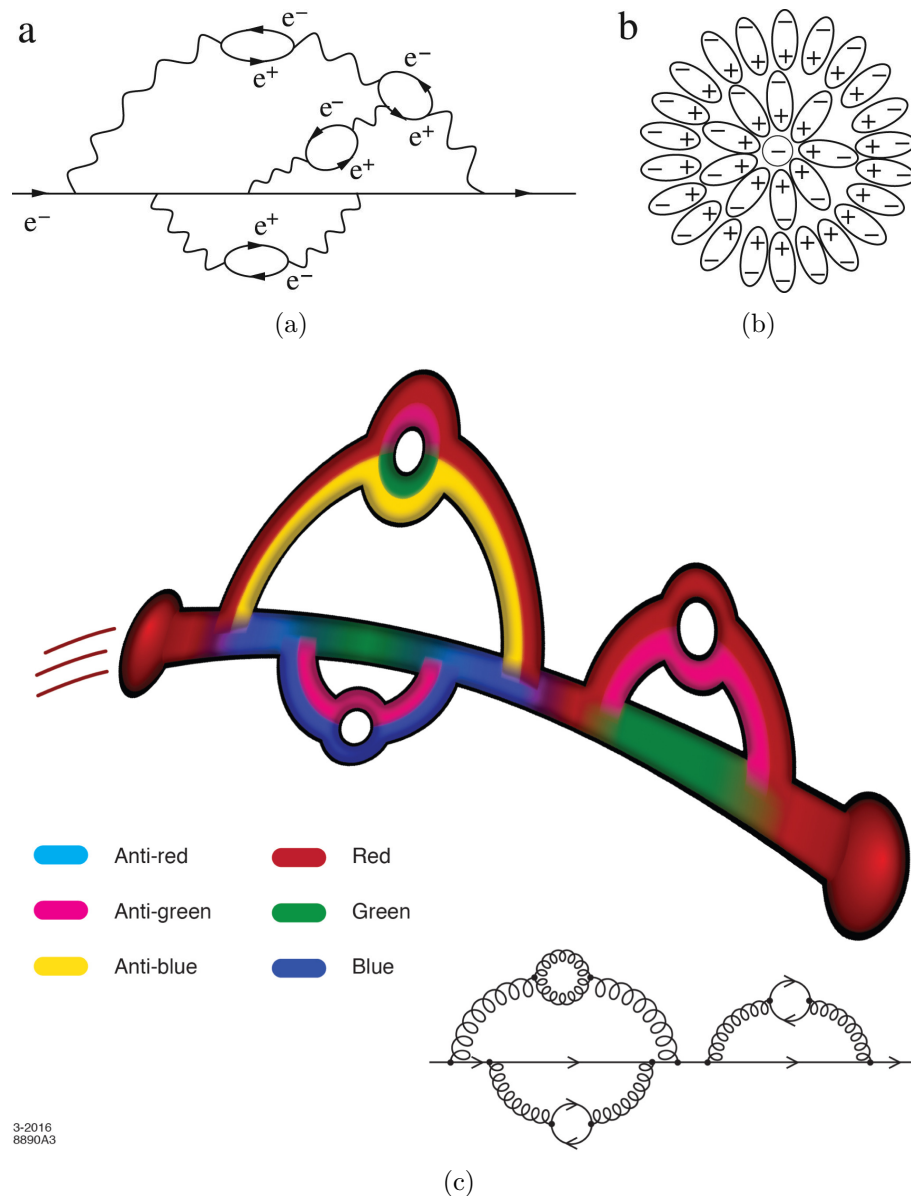 a
e⁻
e⁺
e⁻
e⁺
e⁻
e⁺
e⁻
e⁺
e⁻
(a)
b
− + − + − + − + − + − + − + − + − + − + − + − + − + − + − + − + − + − + − + − + − + − + − + − + − + − + − + − + −
(b)
Anti-red Red
Anti-green Green
Anti-blue Blue
3-2016
8890A3
(c)